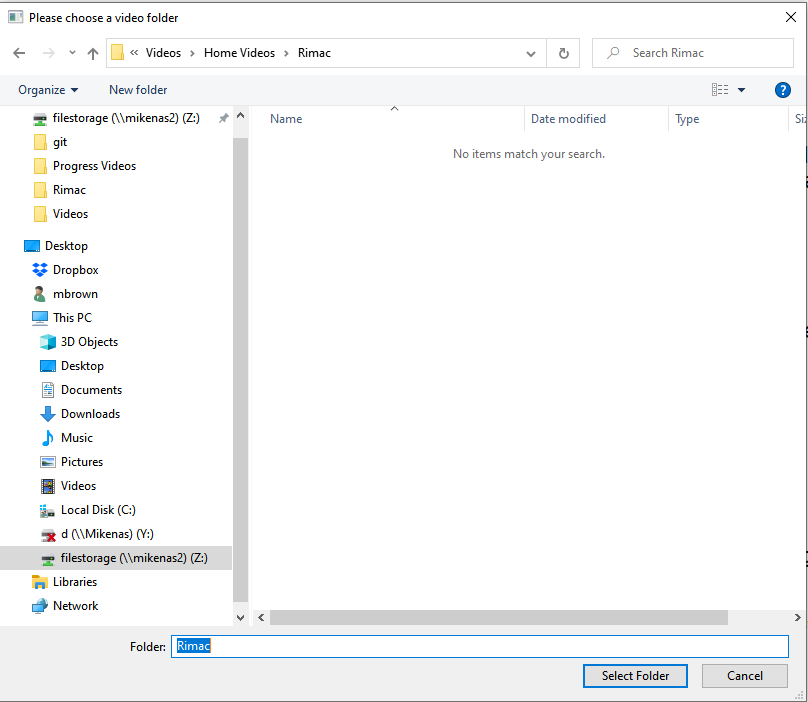 Please choose a video folder
« Videos > Home Videos > Rimac
Search Rimac
Organize
New folder
?
Name
Date modified
Type
Si
No items match your search.
filestorage (\\mikenas2) (Z:)
git
Progress Videos
Rimac
Videos
Desktop
Dropbox
mbrown
This PC
3D Objects
Desktop
Documents
Downloads
Music
Pictures
Videos
Local Disk (C:)
d (\\Mikenas) (Y:)
filestorage (\\mikenas2) (Z:)
Libraries
Network
Folder: Rimac
Select Folder
Cancel